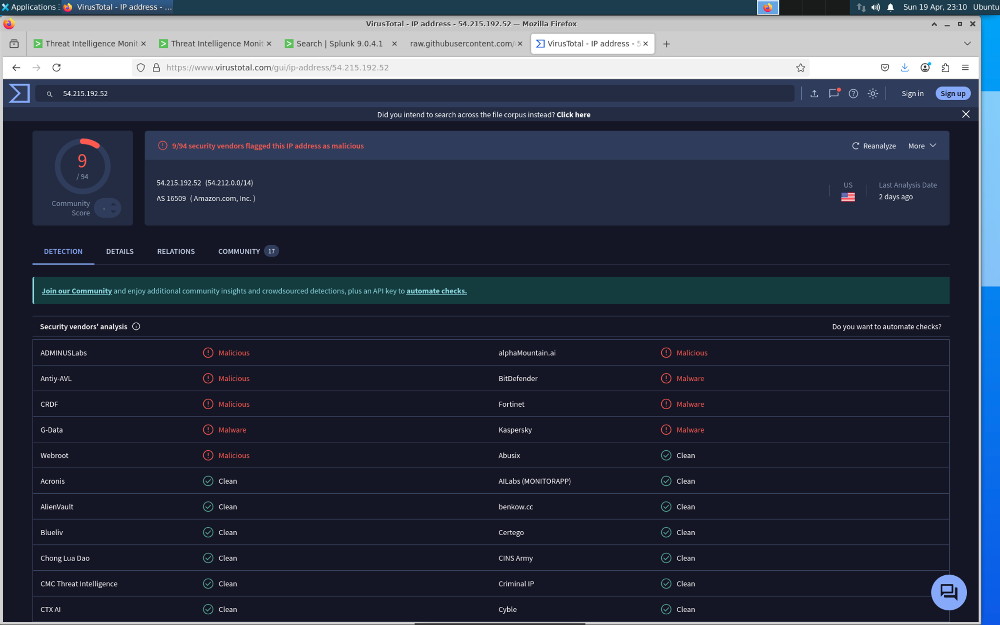 Applications
VirusTotal - IP address - ...
Sun 19 Apr, 23:10
Ubuntu
VirusTotal - IP address - 54.215.192.52 — Mozilla Firefox
Threat Intelligence Monit
Threat Intelligence Monit
Search | Splunk 9.0.4.1
raw.githubusercontent.com/
VirusTotal - IP address - 5
https://www.virustotal.com/gui/ip-address/54.215.192.52
54.215.192.52
Sign in
Sign up
Did you intend to search across the file corpus instead? Click here
9
/ 94
Community Score
9/94 security vendors flagged this IP address as malicious
Reanalyze
More
54.215.192.52 (54.212.0.0/14)
AS 16509 ( Amazon.com, Inc. )
US
Last Analysis Date
2 days ago
DETECTION
DETAILS
RELATIONS
COMMUNITY 17
Join our Community and enjoy additional community insights and crowdsourced detections, plus an API key to automate checks.
Security vendors' analysis
Do you want to automate checks?
ADMINUSLabs Malicious alphaMountain.ai Malicious
Antiy-AVL Malicious BitDefender Malware
CRDF Malicious Fortinet Malware
G-Data Malware Kaspersky Malware
Webroot Malicious Abusix Clean
Acronis Clean AILabs (MONITORAPP) Clean
AlienVault Clean benkow.cc Clean
Blueliv Clean Certego Clean
Chong Lua Dao Clean CINS Army Clean
CMC Threat Intelligence Clean Criminal IP Clean
CTX AI Clean Cyble Clean